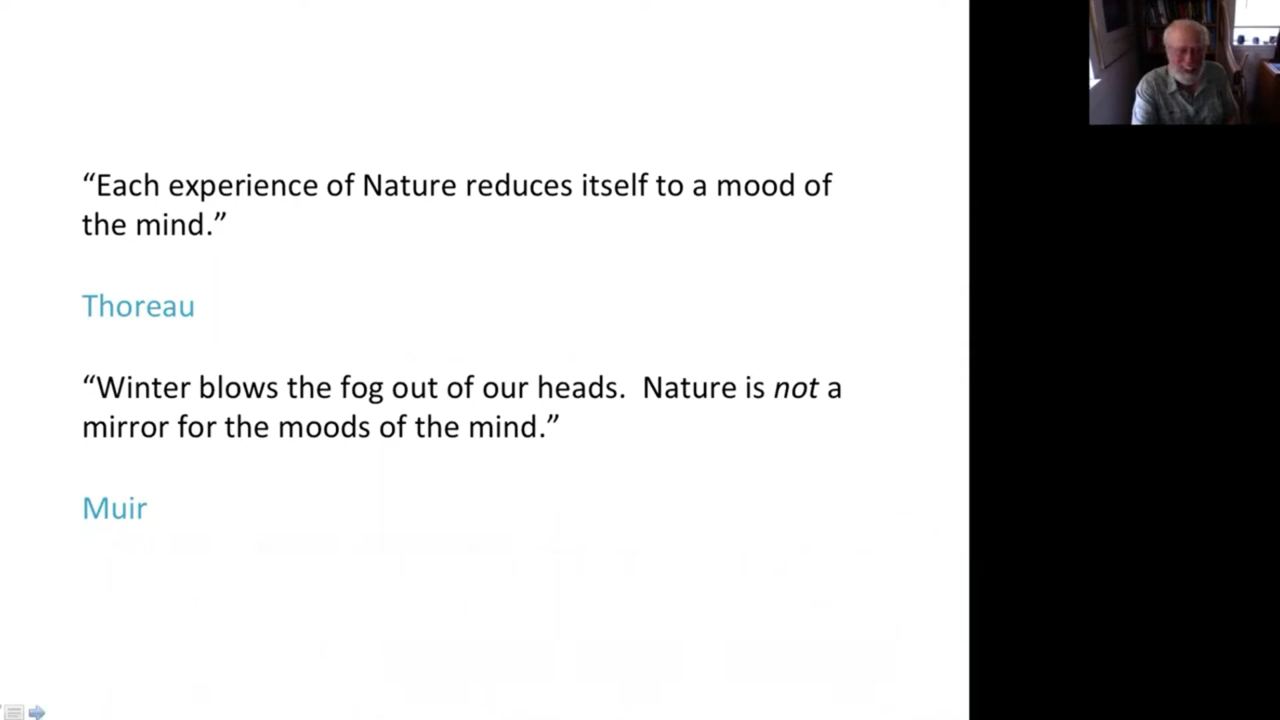 “Each experience of Nature reduces itself to a mood of
the mind.”
Thoreau
“Winter blows the fog out of our heads.  Nature is not a
mirror for the moods of the mind.”
Muir